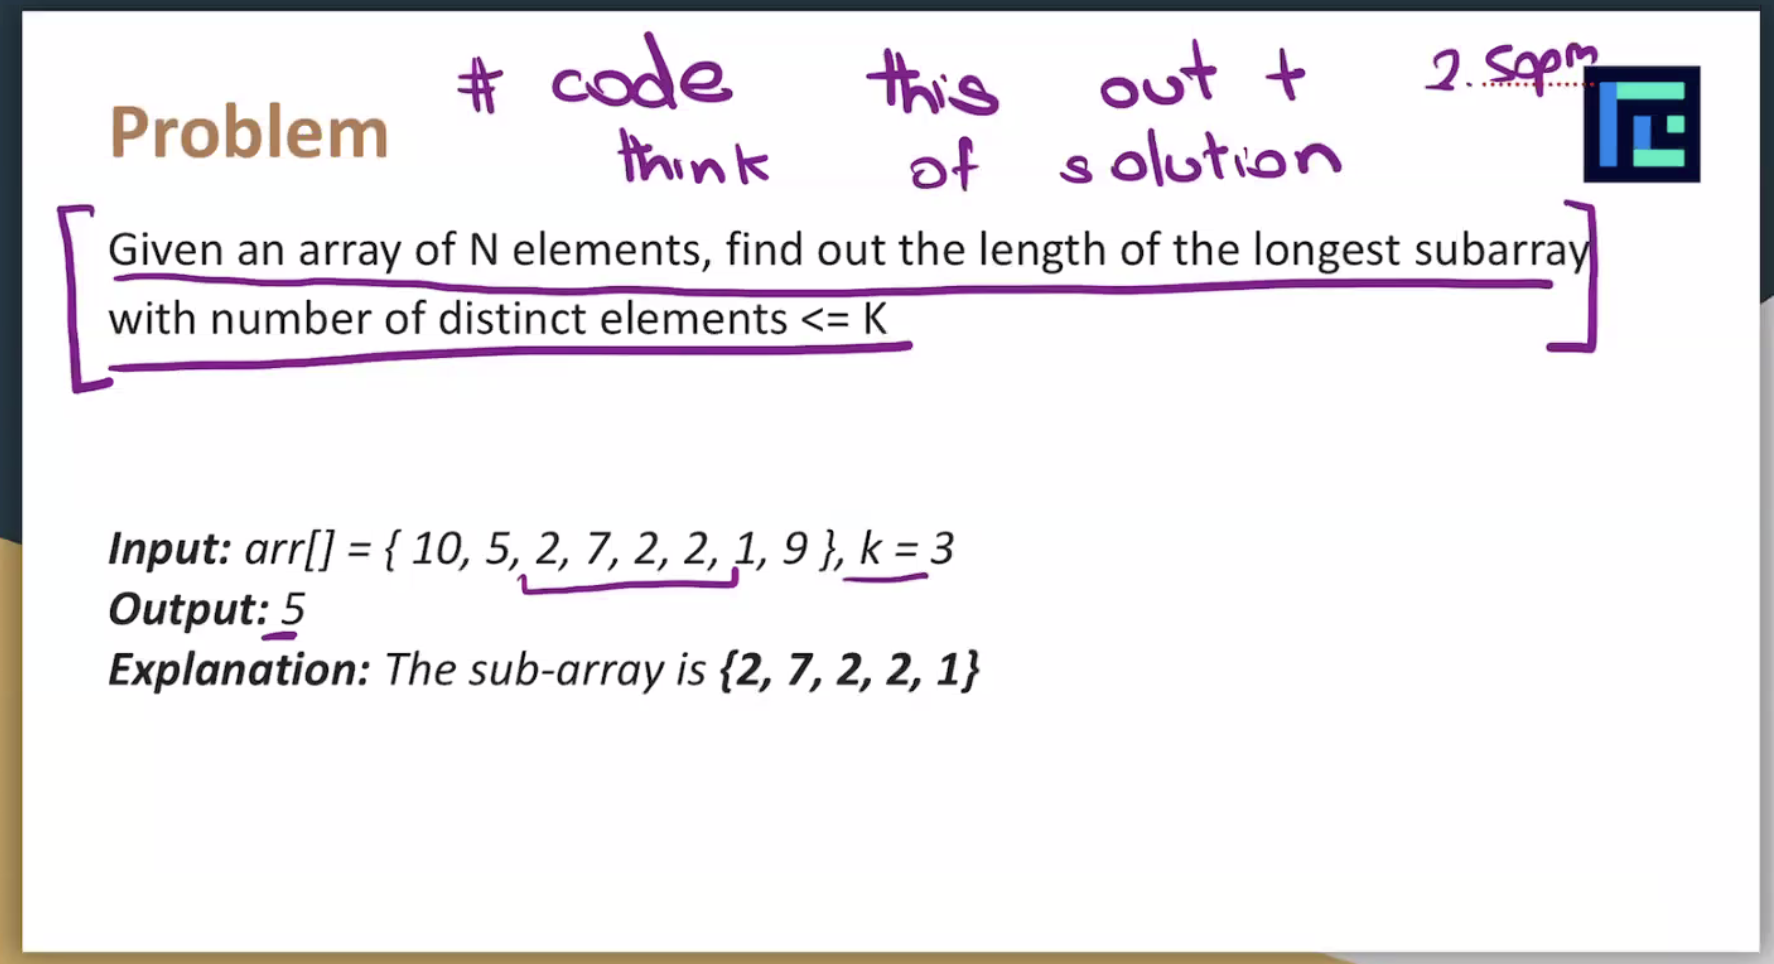 # code this out + 2.50pm
Problem
think of solution
Given an array of N elements, find out the length of the longest subarray
with number of distinct elements <= K
Input: arr[] = { 10, 5, 2, 7, 2, 2, 1, 9 }, k = 3
Output: 5
Explanation: The sub-array is {2, 7, 2, 2, 1}